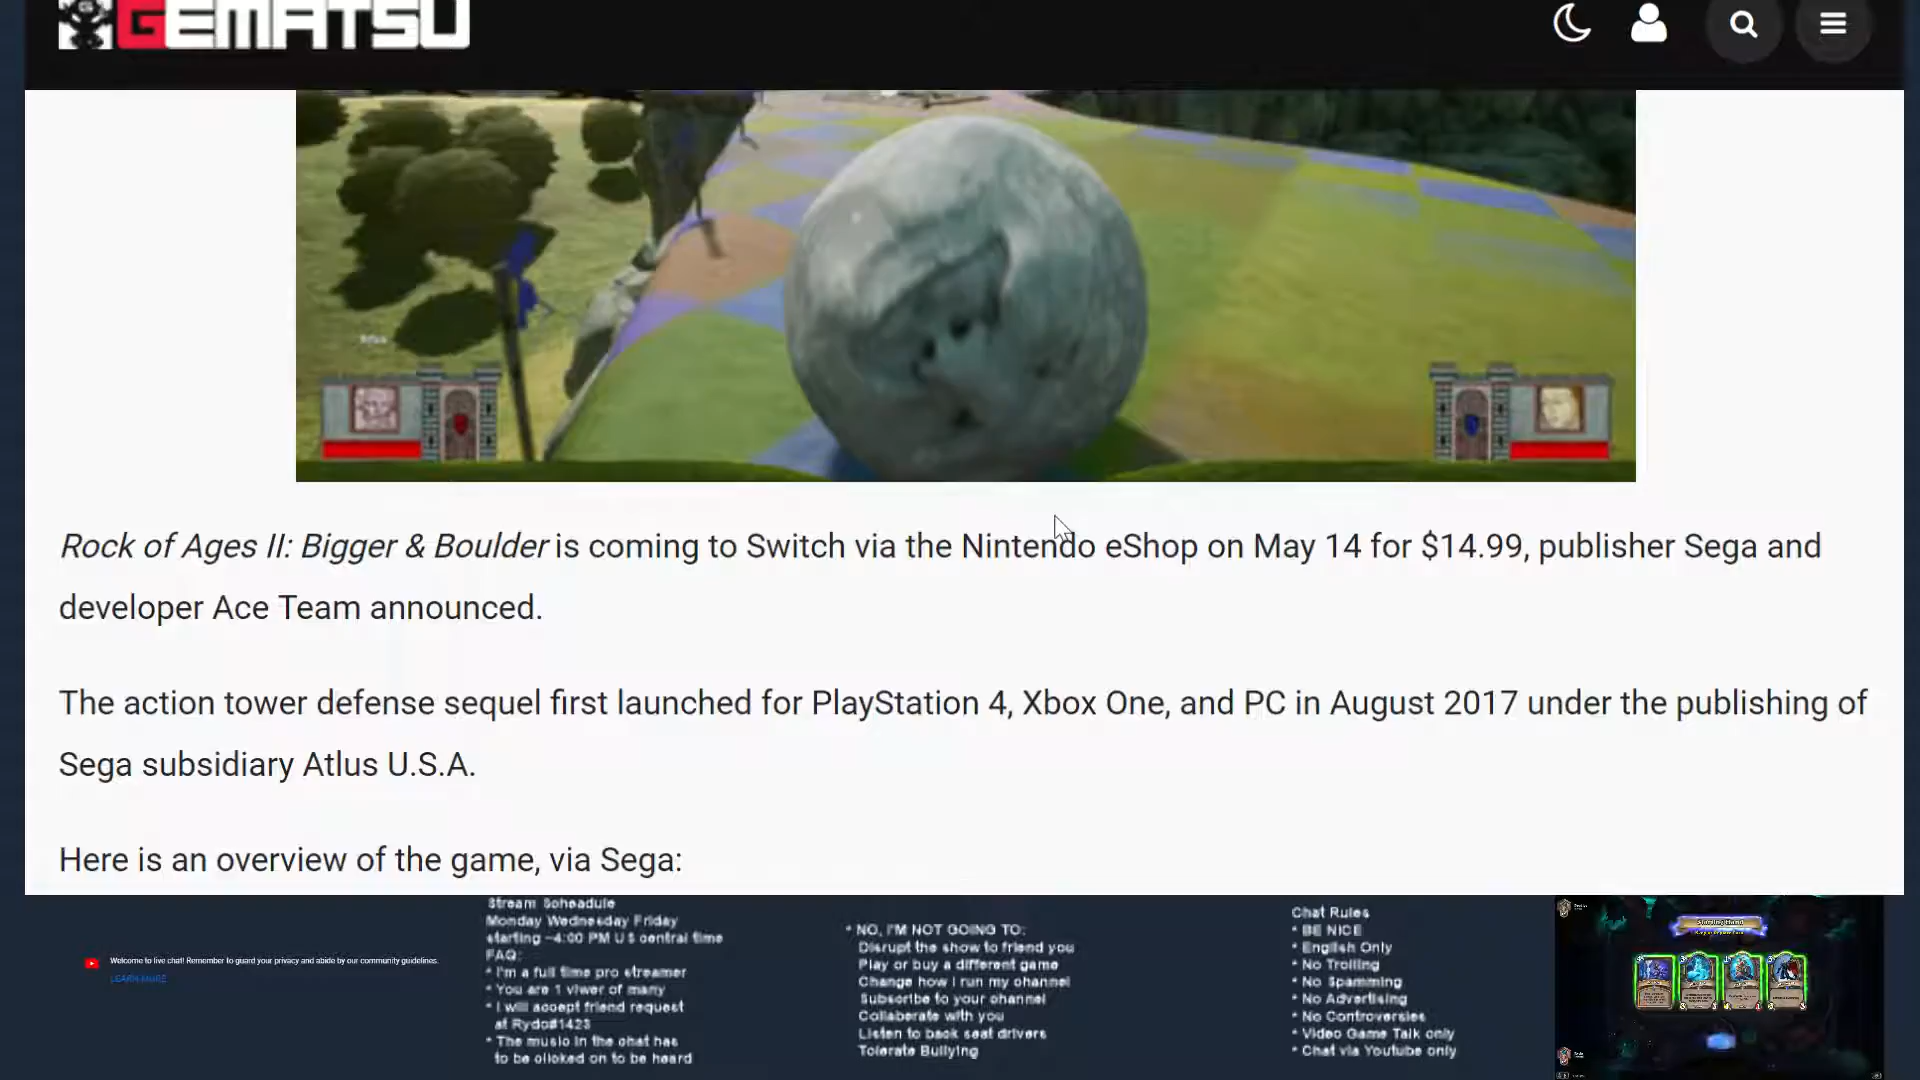 GEMATSU
Rock of Ages II: Bigger & Boulder is coming to Switch via the Nintendo eShop on May 14 for $14.99, publisher Sega and
developer Ace Team announced.
The action tower defense sequel first launched for PlayStation 4, Xbox One, and PC in August 2017 under the publishing of
Sega subsidiary Atlus U.S.A.
Here is an overview of the game, via Sega:
Welcome to live chat! Remember to guard your privacy and abide by our community guidelines.
LEARN MORE
Stream Scheadule
Monday Wednesday Friday
starting ~4:00 PM US central time
FAQ:
* I'm a full time pro streamer
* You are 1 viwer of many
* I will accept friend request
at Rydo#1423
* The music in the chat has
to be clicked on to be heard
* NO, I'M NOT GOING TO:
Disrupt the show to friend you
Play or buy a different game
Change how I run my channel
Subscribe to your channel
Collaberate with you
Listen to back seat drivers
Tolerate Bullying
Chat Rules
* BE NICE
* English Only
* No Trolling
* No Spamming
* No Advertising
* No Controversies
* Video Game Talk only
* Chat via Youtube only
Starting Hand